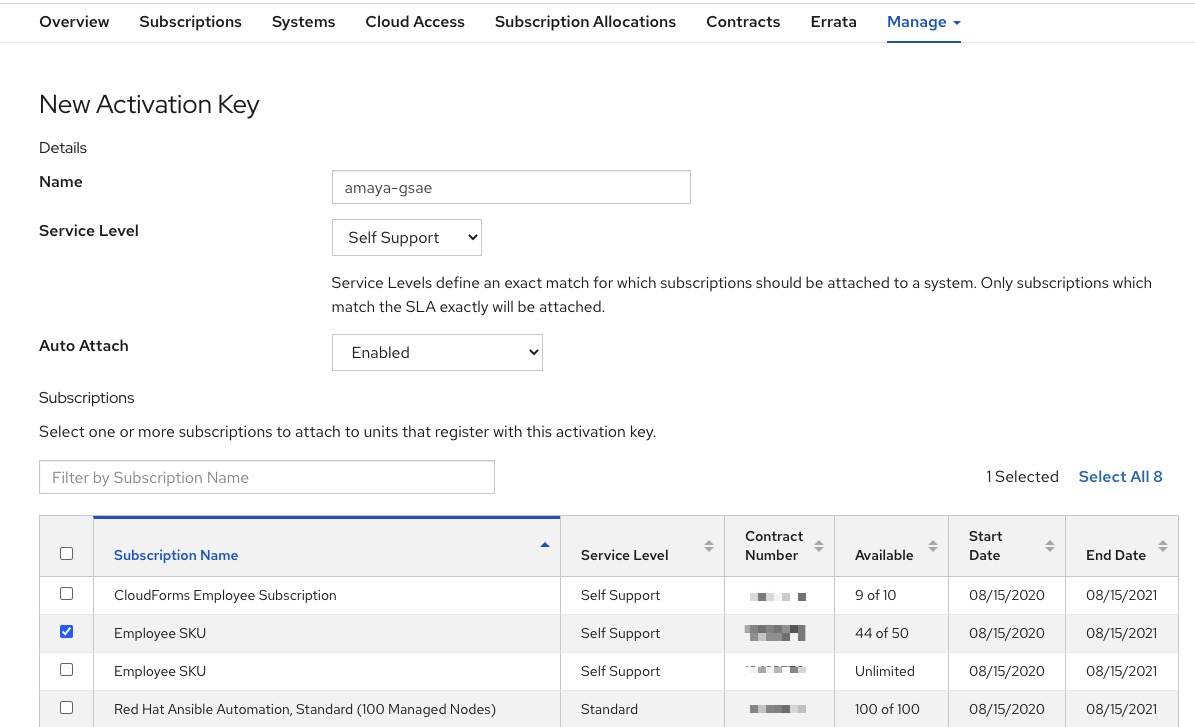 Overview Subscriptions Systems Cloud Access Subscription Allocations Contracts Errata Manage
New Activation Key
Details
Name amaya-gsae
Service Level Self Support
Service Levels define an exact match for which subscriptions should be attached to a system. Only subscriptions which
match the SLA exactly will be attached.
Auto Attach Enabled
Subscriptions
Select one or more subscriptions to attach to units that register with this activation key.
Filter by Subscription Name 1 Selected Select All 8
Subscription Name Service Level Contract Number Available Start Date End Date
CloudForms Employee Subscription Self Support 9 of 10 08/15/2020 08/15/2021
Employee SKU Self Support 44 of 50 08/15/2020 08/15/2021
Employee SKU Self Support Unlimited 08/15/2020 08/15/2021
Red Hat Ansible Automation, Standard (100 Managed Nodes) Standard 100 of 100 08/15/2020 08/15/2021